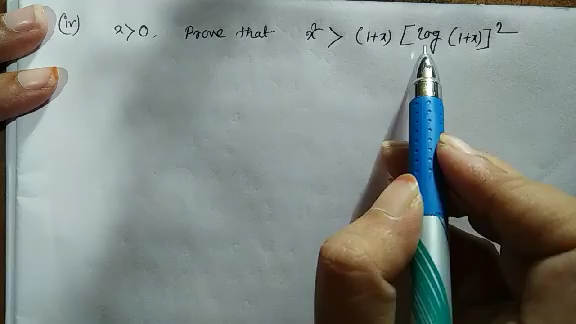 (iv) x>0. Prove that x² > (1+x) [log (1+x)]²